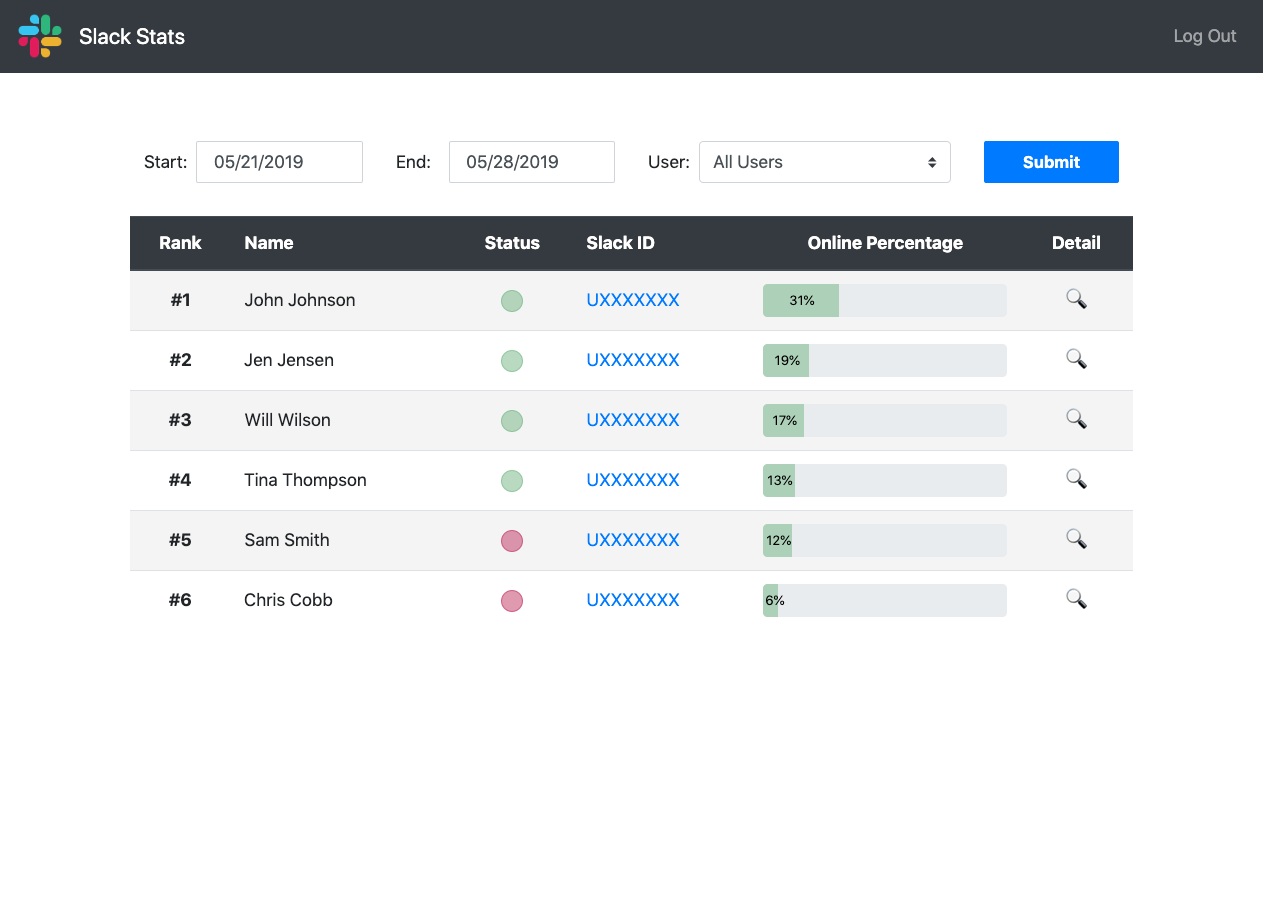 Slack Stats Log Out
Start: 05/21/2019 End: 05/28/2019 User: All Users Submit
Rank Name Status Slack ID Online Percentage Detail
#1 John Johnson UXXXXXXX 31%
#2 Jen Jensen UXXXXXXX 19%
#3 Will Wilson UXXXXXXX 17%
#4 Tina Thompson UXXXXXXX 13%
#5 Sam Smith UXXXXXXX 12%
#6 Chris Cobb UXXXXXXX 6%